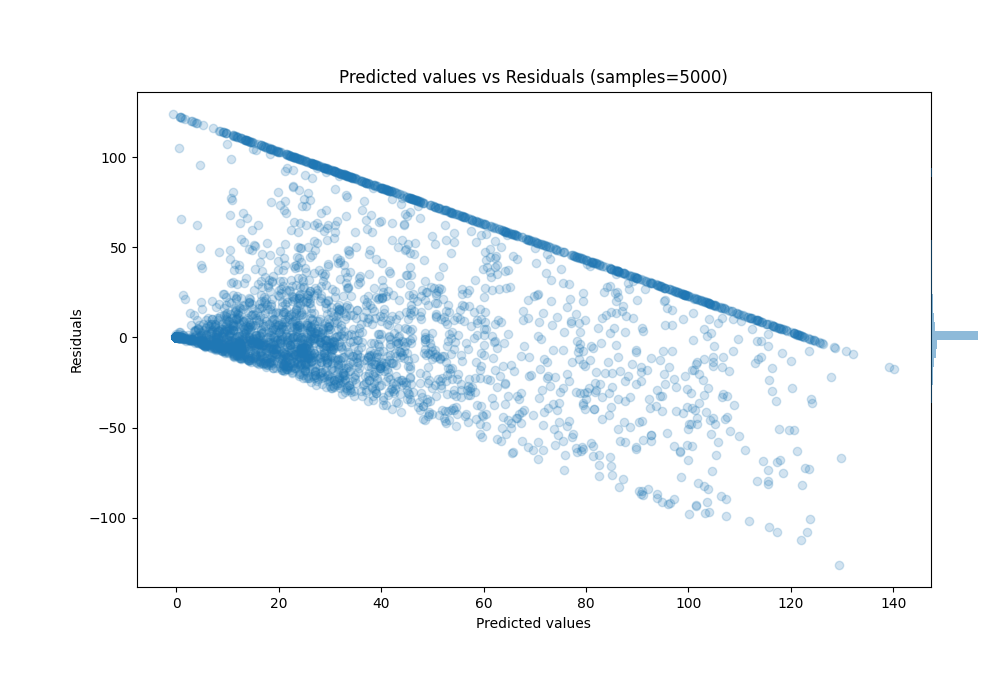 Predicted values vs Residuals (samples=5000)
100
50
0
−50
−100
Residuals
0 20 40 60 80 100 120 140
Predicted values